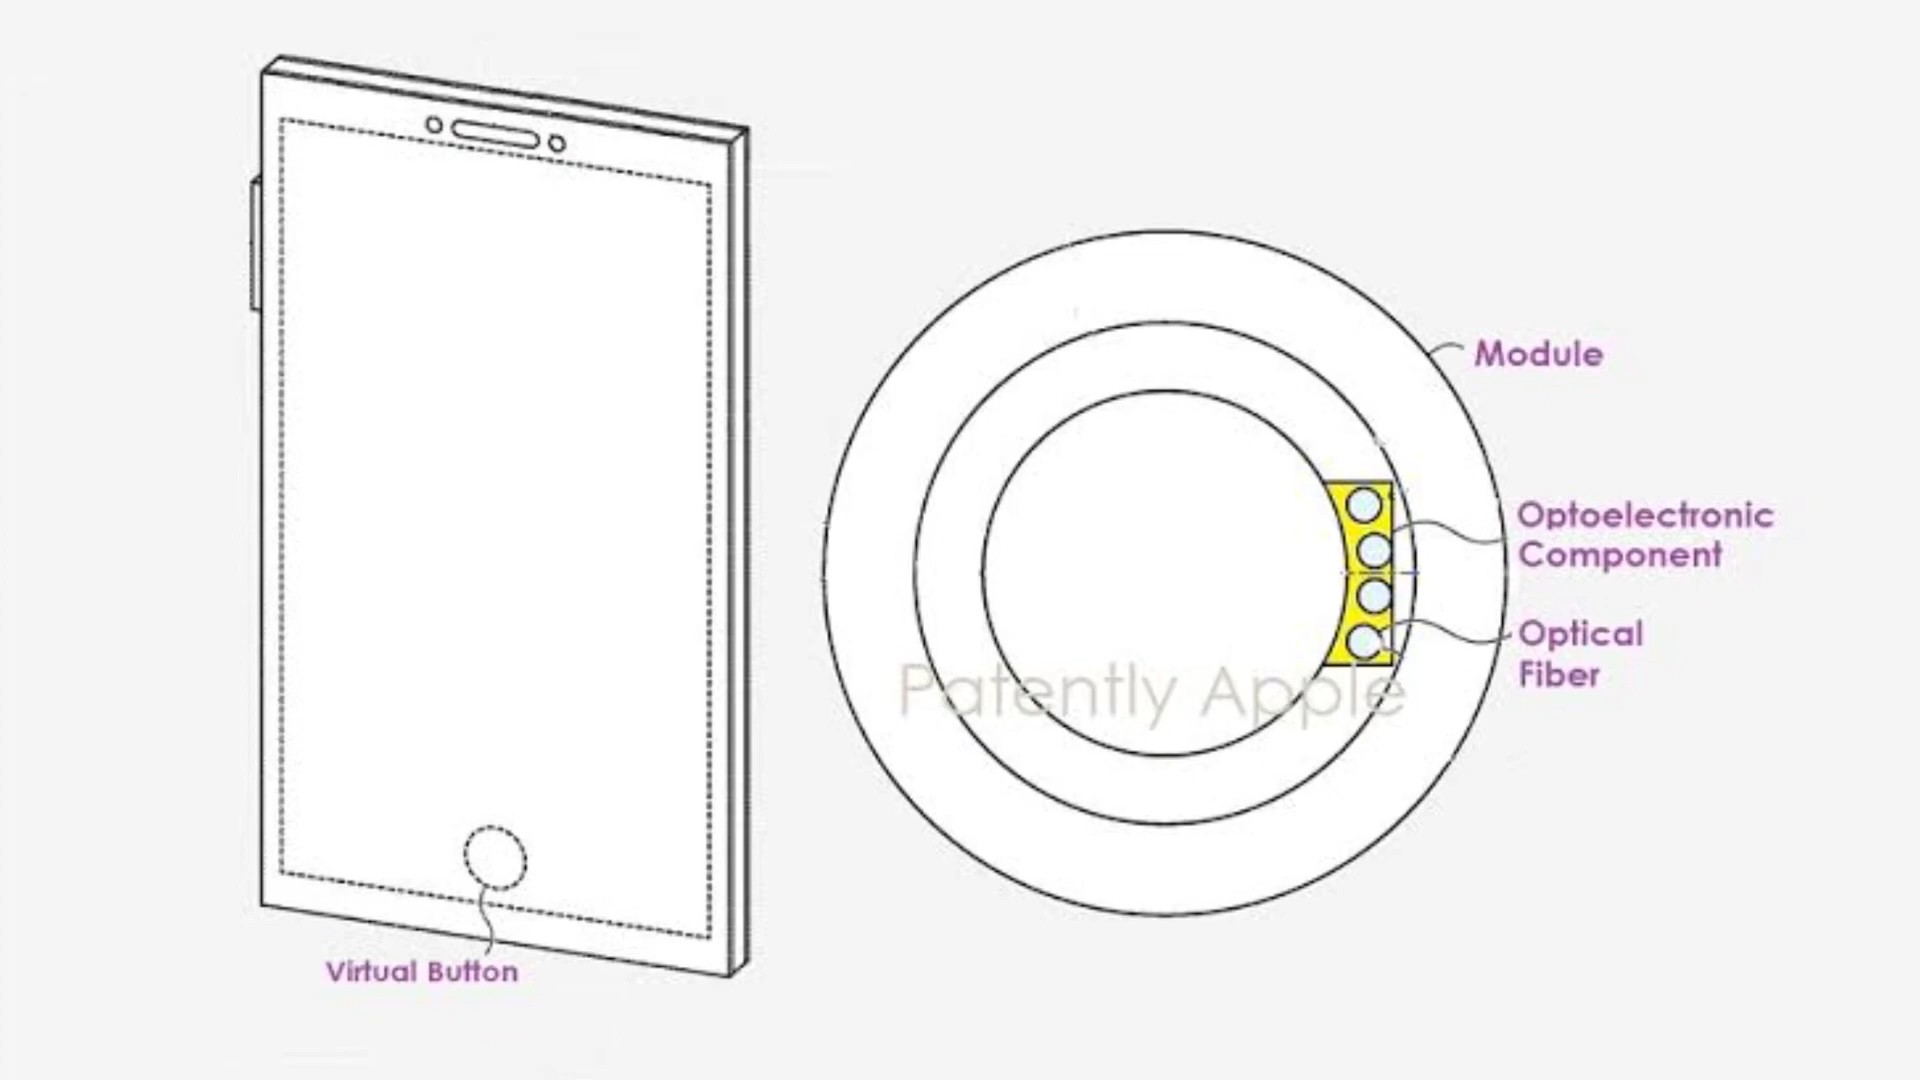 Module
Optoelectronic
Component
Optical
Fiber
Patently Apple
Virtual Button